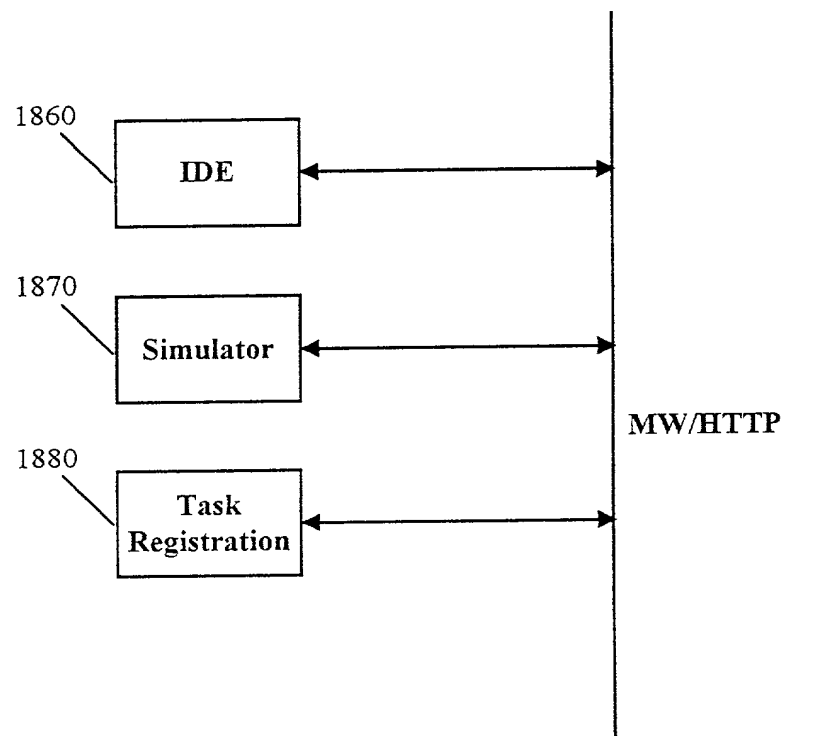 1860
IDE
1870
Simulator
MW/HTTP
1880
Task
Registration